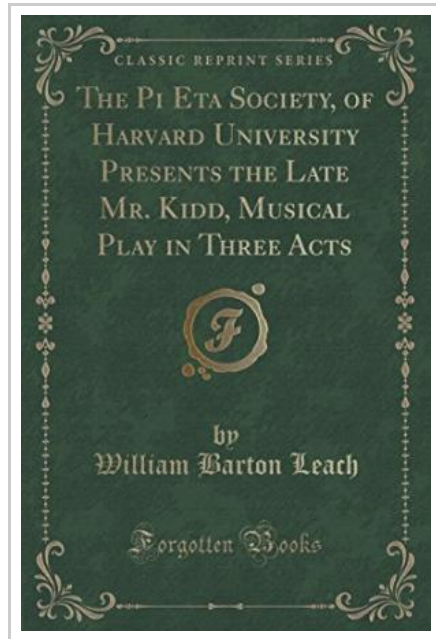 CLASSIC REPRINT SERIES
THE PI ETA SOCIETY, OF
HARVARD UNIVERSITY
PRESENTS THE LATE
MR. KIDD, MUSICAL
PLAY IN THREE ACTS
F
by
William Barton Leach
Forgotten Books